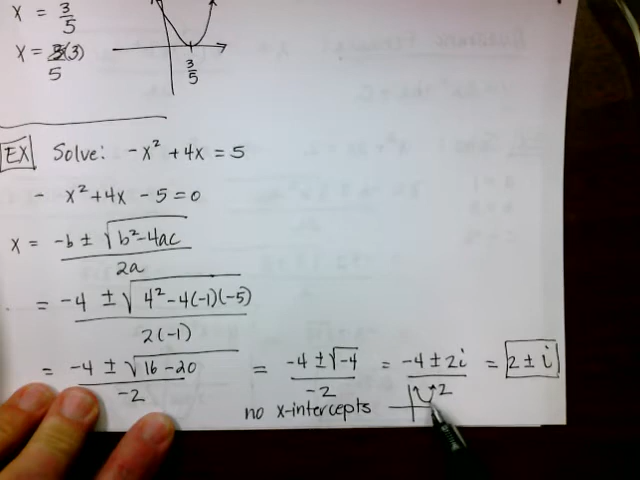 x = 3/5
x = 3(3)/5
3/5
EX Solve: -x² + 4x = 5
- x² + 4x - 5 = 0
x = -b ± √(b² - 4ac) / 2a
= -4 ± √(4² - 4(-1)(-5)) / 2(-1)
= -4 ± √(16 - 20) / -2 = -4 ± √-4 / -2 = -4 ± 2i / 2 = 2 ± i
no x-intercepts